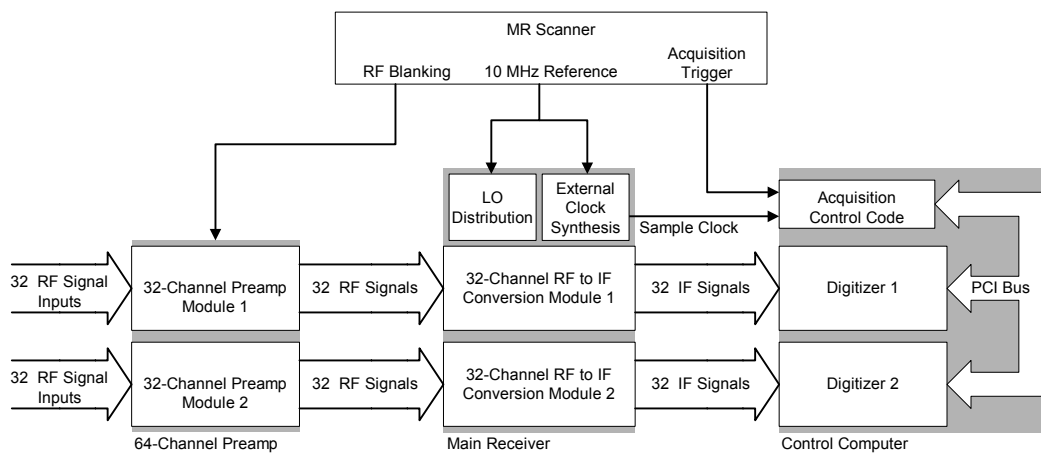 MR Scanner
RF Blanking
10 MHz Reference
Acquisition
Trigger
LO
Distribution
External
Clock
Synthesis
Sample Clock
Acquisition
Control Code
32 RF Signal
Inputs
32-Channel Preamp
Module 1
32 RF Signals
32-Channel RF to IF
Conversion Module 1
32 IF Signals
Digitizer 1
PCI Bus
32 RF Signal
Inputs
32-Channel Preamp
Module 2
32 RF Signals
32-Channel RF to IF
Conversion Module 2
32 IF Signals
Digitizer 2
64-Channel Preamp
Main Receiver
Control Computer